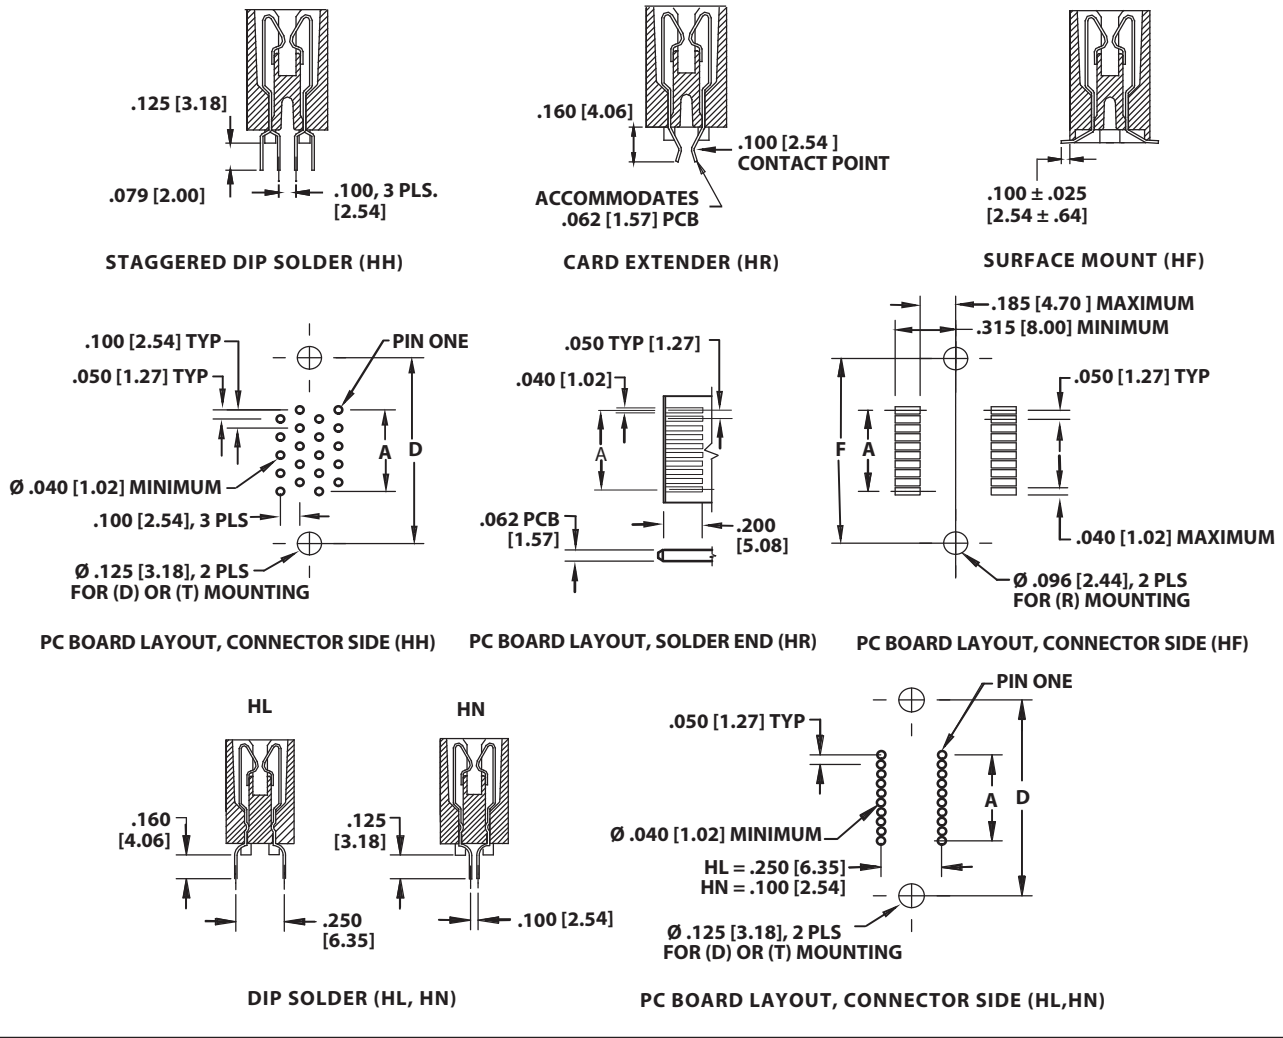 .125 [3.18]
.079 [2.00]
.100, 3 PLS.
[2.54]
STAGGERED DIP SOLDER (HH)
.160 [4.06]
.100 [2.54 ]
CONTACT POINT
ACCOMMODATES
.062 [1.57] PCB
CARD EXTENDER (HR)
.100 ± .025
[2.54 ± .64]
SURFACE MOUNT (HF)
.100 [2.54] TYP
PIN ONE
.050 [1.27] TYP
A
D
Ø .040 [1.02] MINIMUM
.100 [2.54], 3 PLS
Ø .125 [3.18], 2 PLS
FOR (D) OR (T) MOUNTING
PC BOARD LAYOUT, CONNECTOR SIDE (HH)
.050 TYP [1.27]
.040 [1.02]
A
.062 PCB
[1.57]
.200
[5.08]
PC BOARD LAYOUT, SOLDER END (HR)
.185 [4.70 ] MAXIMUM
.315 [8.00] MINIMUM
.050 [1.27] TYP
F
A
.040 [1.02] MAXIMUM
Ø .096 [2.44], 2 PLS
FOR (R) MOUNTING
PC BOARD LAYOUT, CONNECTOR SIDE (HF)
HL
HN
.160
[4.06]
.125
[3.18]
.250
[6.35]
.100 [2.54]
DIP SOLDER (HL, HN)
PIN ONE
.050 [1.27] TYP
A
D
Ø .040 [1.02] MINIMUM
HL = .250 [6.35]
HN = .100 [2.54]
Ø .125 [3.18], 2 PLS
FOR (D) OR (T) MOUNTING
PC BOARD LAYOUT, CONNECTOR SIDE (HL,HN)